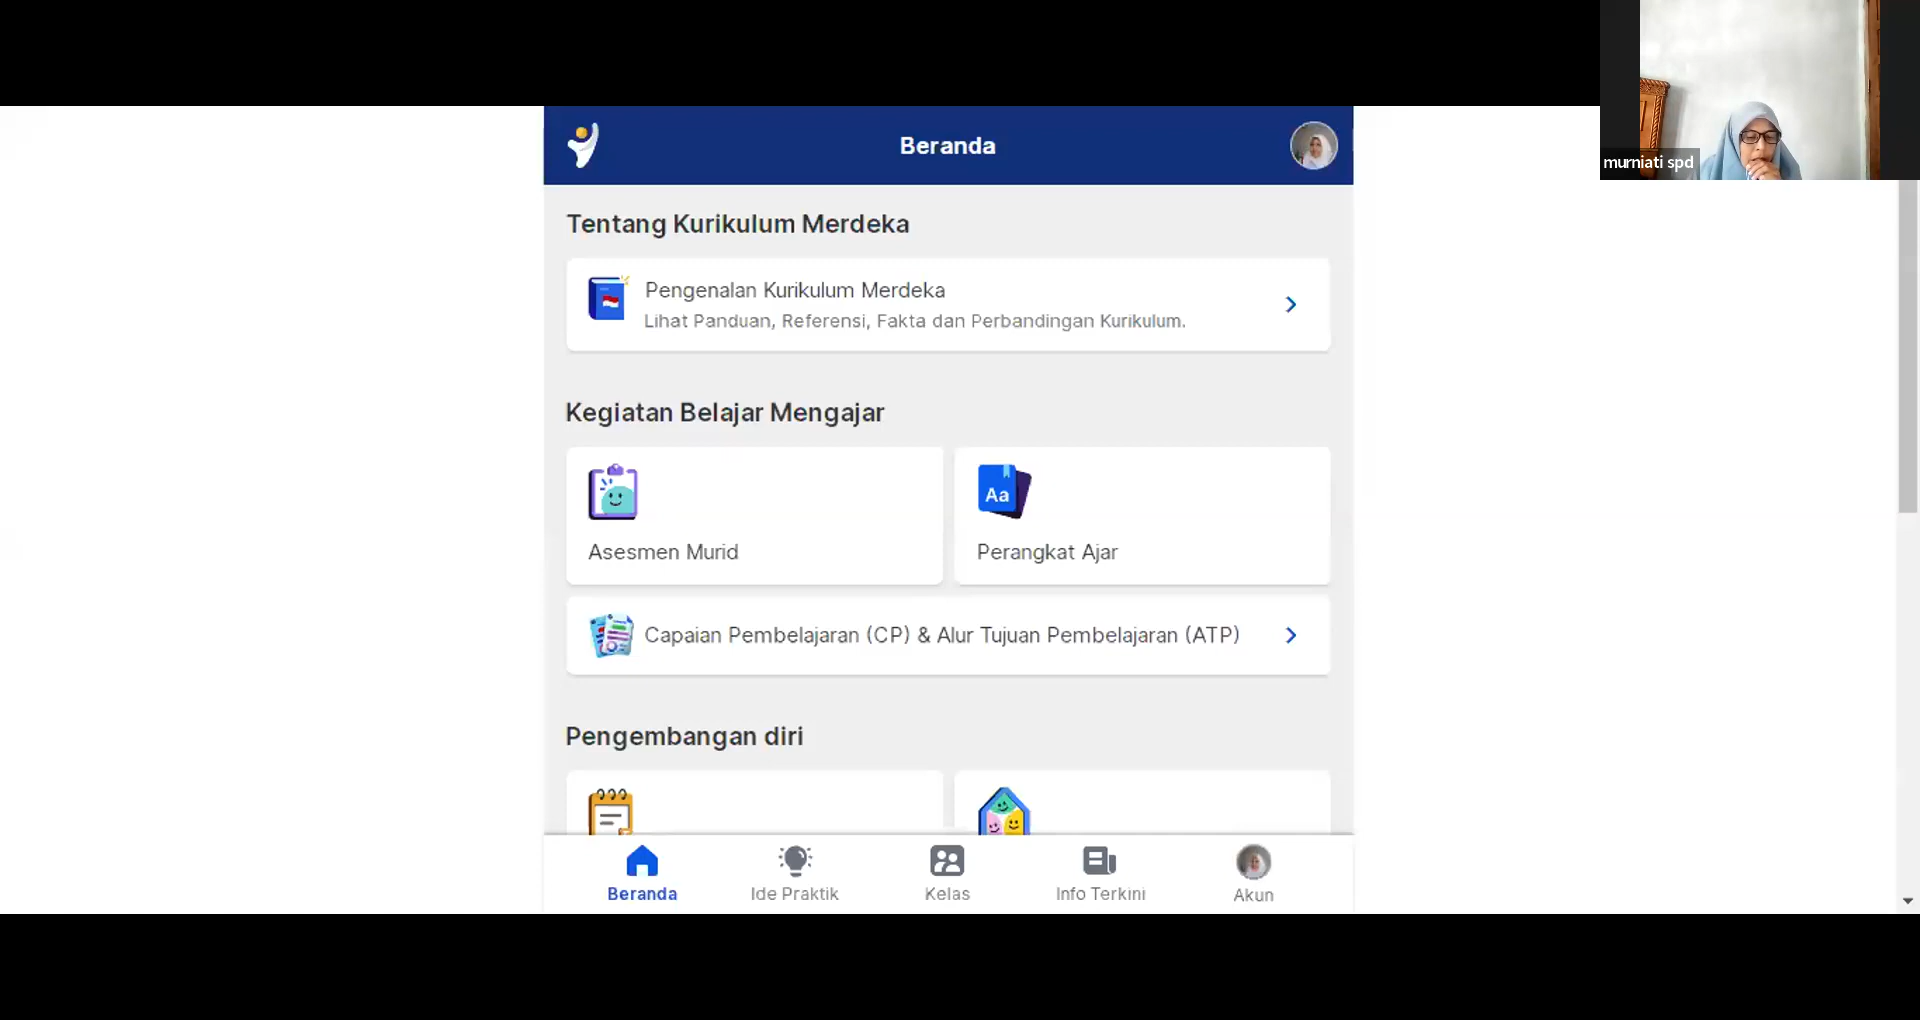 Beranda
murniati spd
Tentang Kurikulum Merdeka
Pengenalan Kurikulum Merdeka
Lihat Panduan, Referensi, Fakta dan Perbandingan Kurikulum.
Kegiatan Belajar Mengajar
Asesmen Murid
Aa
Perangkat Ajar
Capaian Pembelajaran (CP) & Alur Tujuan Pembelajaran (ATP)
Pengembangan diri
Beranda
Ide Praktik
Kelas
Info Terkini
Akun